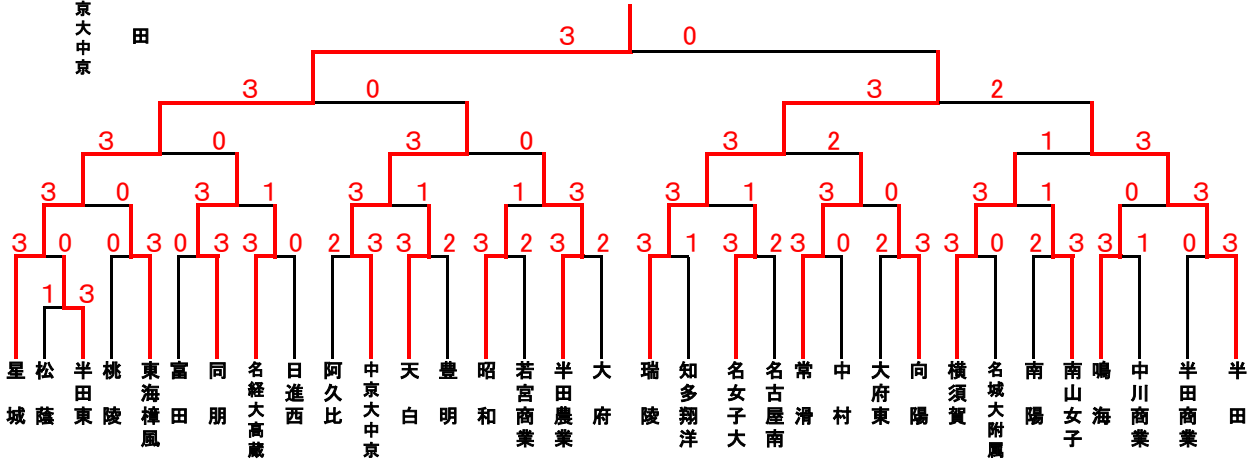 京大中京
田
3 0
3 0 3 2
3 0 3 0 3 2 1 3
3 0 3 1 3 1 1 3 3 1 3 0 3 1 0 3
3 0 0 3 0 3 3 0 2 3 3 2 3 2 3 2 3 1 3 2 3 0 2 3 3 0 2 3 3 1 0 3
1 3
星城
松蔭
半田東
桃陵
東海樟風
富田
同朋
名経大高蔵
日進西
阿久比
中京大中京
天白
豊明
昭和
若宮商業
半田農業
大府
瑞陵
知多翔洋
名女子大
名古屋南
常滑
中村
大府東
向陽
横須賀
名城大附属
南陽
南山女子
鳴海
中川商業
半田商業
半田